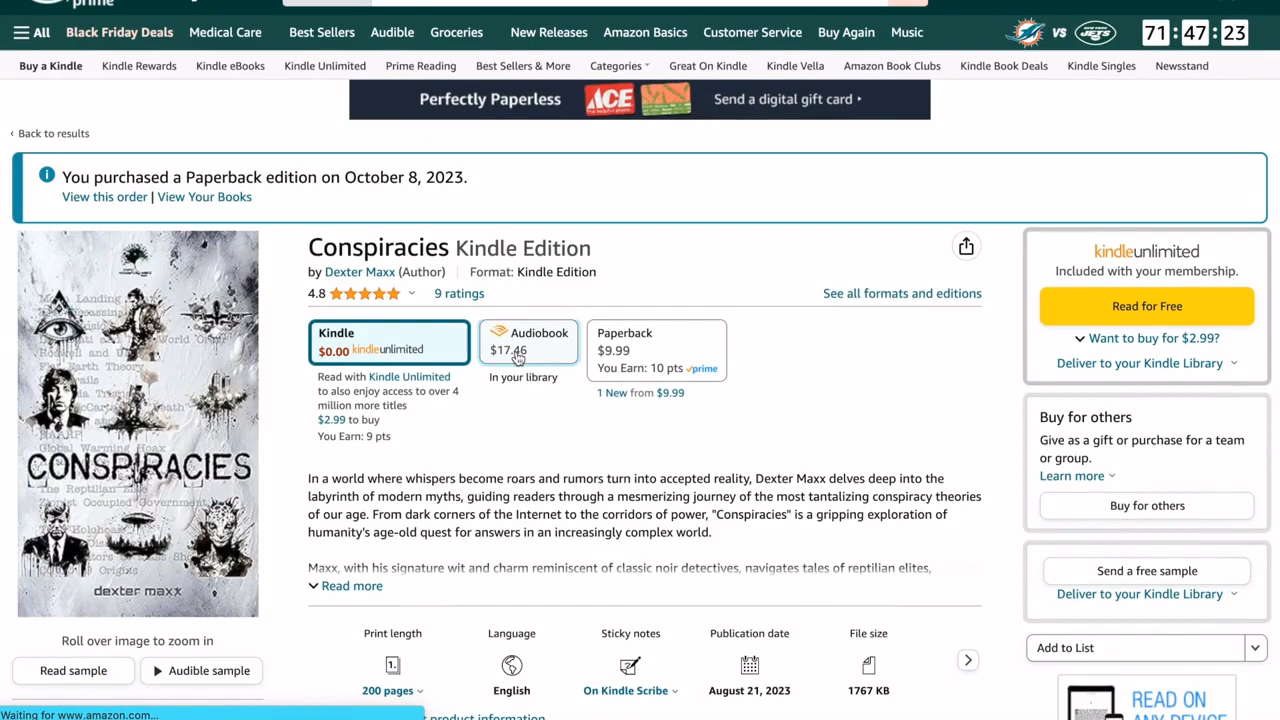 prime
All
Black Friday Deals
Medical Care
Best Sellers
Audible
Groceries
New Releases
Amazon Basics
Customer Service
Buy Again
Music
VS
JETS
71 : 47 : 23
Buy a Kindle
Kindle Rewards
Kindle eBooks
Kindle Unlimited
Prime Reading
Best Sellers & More
Categories
Great On Kindle
Kindle Vella
Amazon Book Clubs
Kindle Book Deals
Kindle Singles
Newsstand
Perfectly Paperless
ACE
Send a digital gift card ›
‹ Back to results
You purchased a Paperback edition on October 8, 2023.
View this order | View Your Books
Conspiracies Kindle Edition
by Dexter Maxx (Author) | Format: Kindle Edition
4.8
9 ratings
See all formats and editions
Kindle
$0.00 kindleunlimited
Read with Kindle Unlimited
to also enjoy access to over 4
million more titles
$2.99 to buy
You Earn: 9 pts
Audiobook
$17.46
In your library
Paperback
$9.99
You Earn: 10 pts prime
1 New from $9.99
In a world where whispers become roars and rumors turn into accepted reality, Dexter Maxx delves deep into the
labyrinth of modern myths, guiding readers through a mesmerizing journey of the most tantalizing conspiracy theories
of our age. From dark corners of the Internet to the corridors of power, "Conspiracies" is a gripping exploration of
humanity's age-old quest for answers in an increasingly complex world.
Maxx, with his signature wit and charm reminiscent of classic noir detectives, navigates tales of reptilian elites,
Read more
Print length
200 pages
Language
English
Sticky notes
On Kindle Scribe
Publication date
August 21, 2023
File size
1767 KB
product information
CONSPIRACIES
dexter maxx
Roll over image to zoom in
Read sample
Audible sample
kindleunlimited
Included with your membership.
Read for Free
Want to buy for $2.99?
Deliver to your Kindle Library
Buy for others
Give as a gift or purchase for a team
or group.
Learn more
Buy for others
Send a free sample
Deliver to your Kindle Library
Add to List
READ ON
ANY DEVICE
Waiting for www.amazon.com...